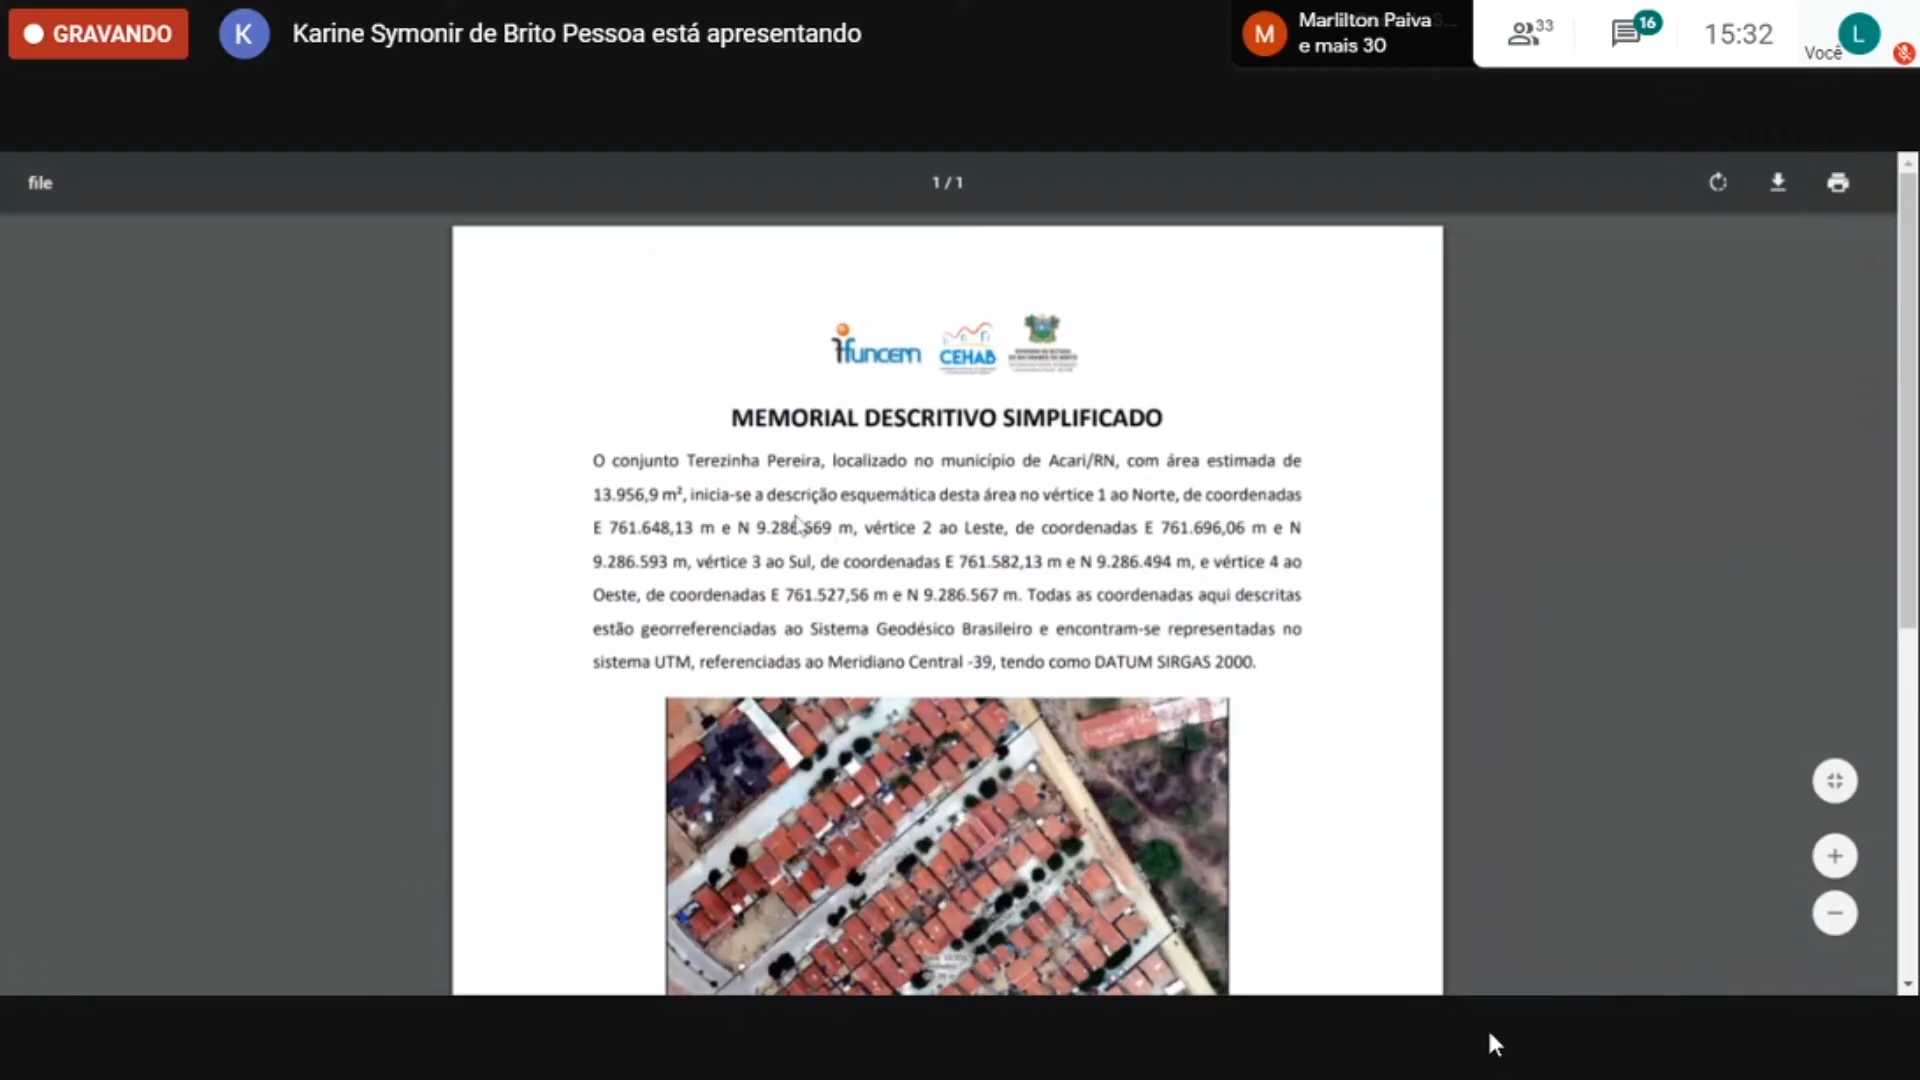 GRAVANDO
K
Karine Symonir de Brito Pessoa está apresentando
M
Marlilton Paiva
e mais 30
33
16
15:32
Você
L
file
1 / 1
funcem
CEHAB
MEMORIAL DESCRITIVO SIMPLIFICADO
O conjunto Terezinha Pereira, localizado no município de Acari/RN, com área estimada de
13.956,9 m², inicia-se a descrição esquemática desta área no vértice 1 ao Norte, de coordenadas
E 761.648,13 m e N 9.286.669 m, vértice 2 ao Leste, de coordenadas E 761.696,06 m e N
9.286.593 m, vértice 3 ao Sul, de coordenadas E 761.582,13 m e N 9.286.494 m, e vértice 4 ao
Oeste, de coordenadas E 761.527,56 m e N 9.286.567 m. Todas as coordenadas aqui descritas
estão georreferenciadas ao Sistema Geodésico Brasileiro e encontram-se representadas no
sistema UTM, referenciadas ao Meridiano Central -39, tendo como DATUM SIRGAS 2000.